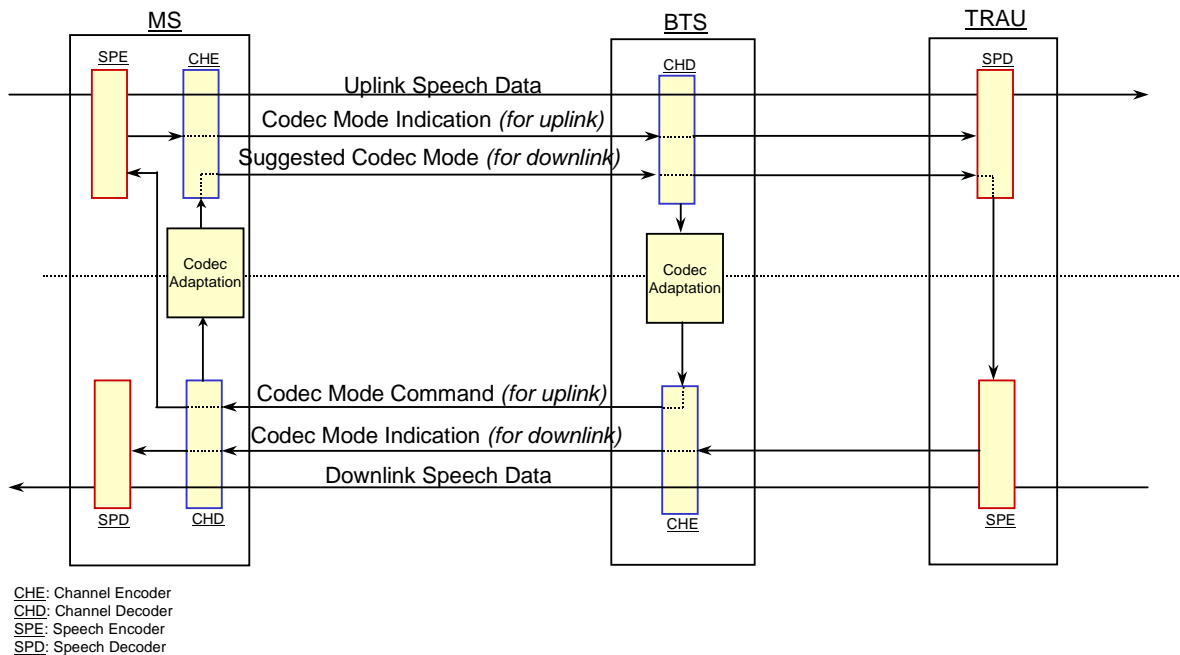 MS
BTS
TRAU
SPE
CHE
CHD
SPD
Uplink Speech Data
Codec Mode Indication (for uplink)
Suggested Codec Mode (for downlink)
Codec
Adaptation
Codec
Adaptation
Codec Mode Command (for uplink)
Codec Mode Indication (for downlink)
Downlink Speech Data
SPD
CHD
CHE
SPE
CHE: Channel Encoder
CHD: Channel Decoder
SPE: Speech Encoder
SPD: Speech Decoder